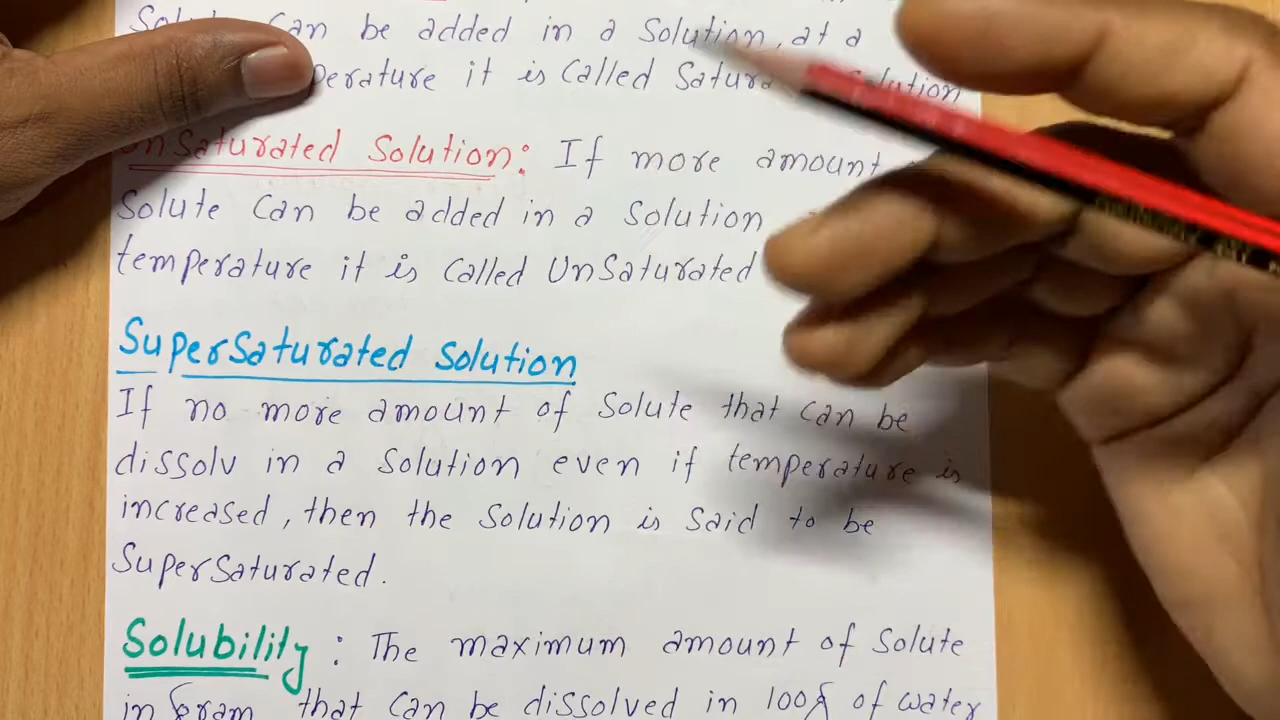 Solute Can be added in a Solution, at a
perature it is Called Solution
UnSaturated Solution: If more amount
Solute Can be added in a Solution
temperature it is Called UnSaturated
SuperSaturated Solution
If no more amount of Solute that can be
dissolv in a Solution even if temperature is
increased, then the Solution is Said to be
SuperSaturated.
Solubility : The maximum amount of Solute
in Gram that can be dissolved in 100g of water